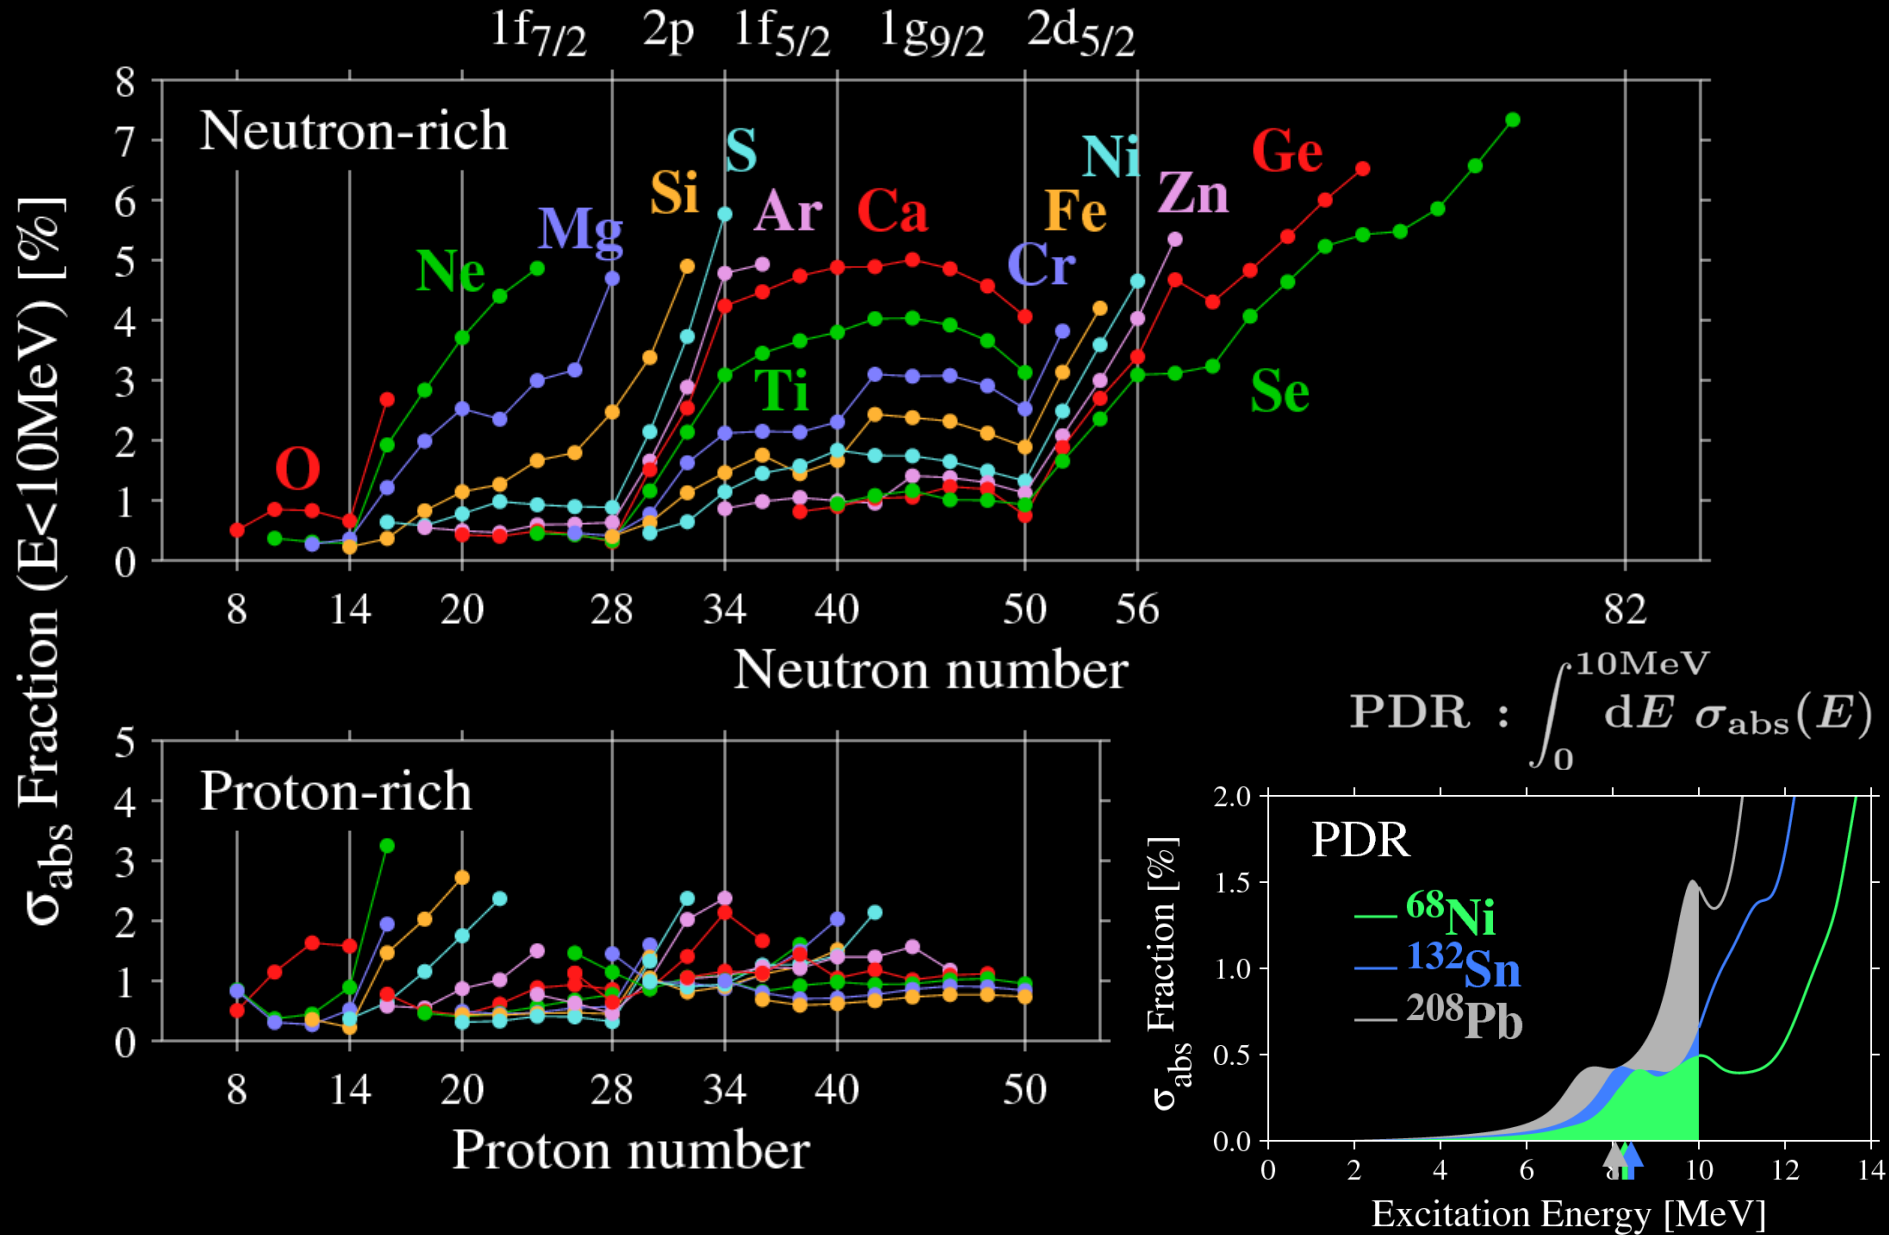 1f7/2 2p 1f5/2 1g9/2 2d5/2
8
7
6
5
4
3
2
1
0
Neutron-rich
O Ne Mg Si S Ar Ca Ti Cr Fe Ni Zn Ge Se
8 14 20 28 34 40 50 56 82
Neutron number
σabs Fraction (E<10MeV) [%]
5
4
3
2
1
0
Proton-rich
8 14 20 28 34 40 50
Proton number
PDR : ∫₀^10MeV dE σabs(E)
2.0
1.5
1.0
0.5
0.0
σabs Fraction [%]
PDR
68Ni
132Sn
208Pb
0 2 4 6 8 10 12 14
Excitation Energy [MeV]